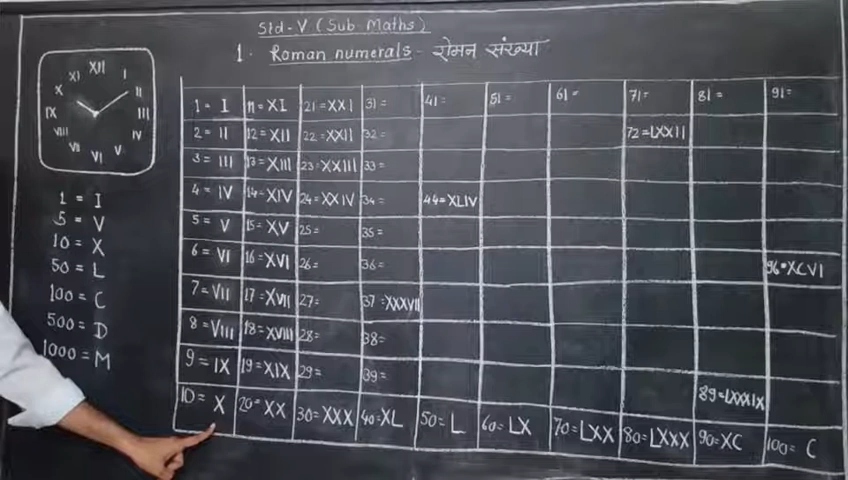 Std-V (Sub-Maths)
1. Roman numerals - रोमन संख्या
XII
XI I
X II
IX III
VIII IV
VII V
VI
1 = I
5 = V
10 = X
50 = L
100 = C
500 = D
1000 = M
1 = I 11 = XI 21 = XXI 31 = 41 = 51 = 61 = 71 = 81 = 91 =
2 = II 12 = XII 22 = XXII 32 = 72 = LXXII
3 = III 13 = XIII 23 = XXIII 33 =
4 = IV 14 = XIV 24 = XXIV 34 = 44 = XLIV
5 = V 15 = XV 25 = 35 =
6 = VI 16 = XVI 26 = 36 = 96 = XCVI
7 = VII 17 = XVII 27 = 37 = XXXVII
8 = VIII 18 = XVIII 28 = 38 =
9 = IX 19 = XIX 29 = 39 = 89 = LXXXIX
10 = X 20 = XX 30 = XXX 40 = XL 50 = L 60 = LX 70 = LXX 80 = LXXX 90 = XC 100 = C